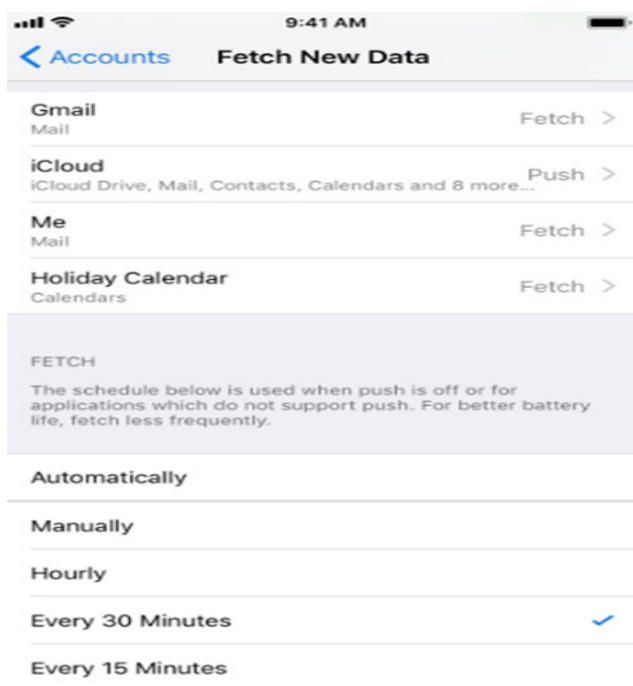 9:41 AM
Accounts Fetch New Data
Gmail
Mail
Fetch >
iCloud
iCloud Drive, Mail, Contacts, Calendars and 8 more...
Push >
Me
Mail
Fetch >
Holiday Calendar
Calendars
Fetch >
FETCH
The schedule below is used when push is off or for
applications which do not support push. For better battery
life, fetch less frequently.
Automatically
Manually
Hourly
Every 30 Minutes
Every 15 Minutes